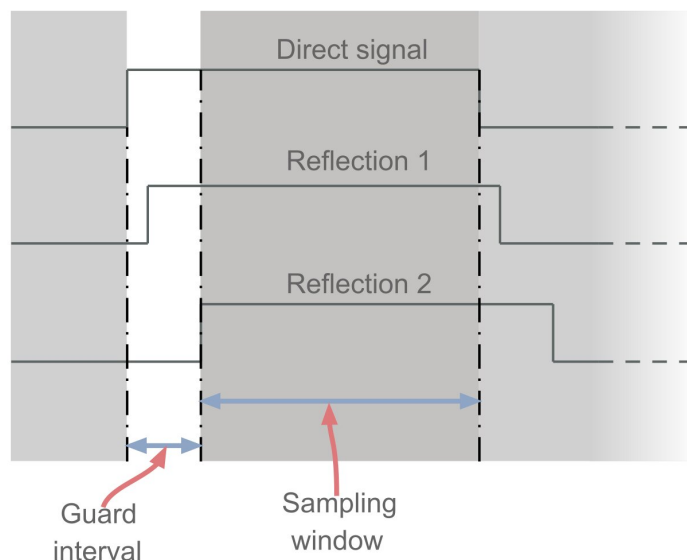 Direct signal
Reflection 1
Reflection 2
Guard
interval
Sampling
window